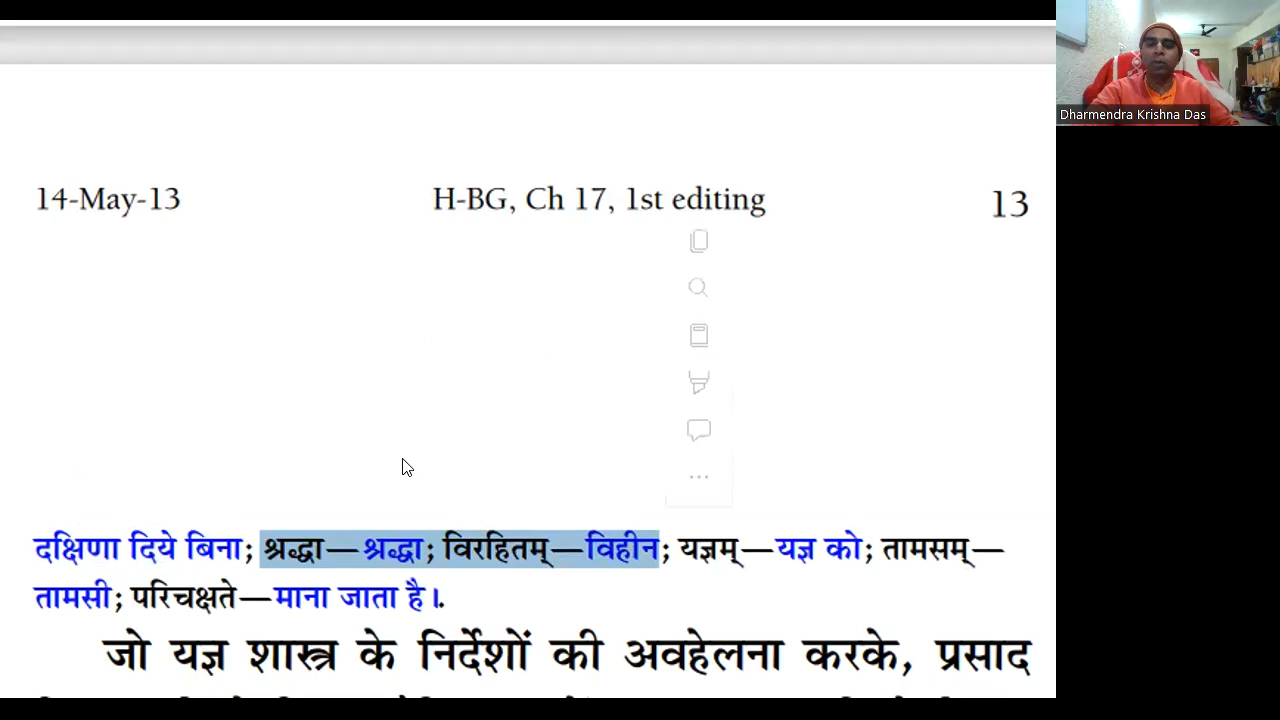 Dharmendra Krishna Das
14-May-13 H-BG, Ch 17, 1st editing 13
दक्षिणा दिये बिना; श्रद्धा—श्रद्धा; विरहितम्—विहीन; यज्ञम्—यज्ञ को; तामसम्—
तामसी; परिचक्षते—माना जाता है।.
जो यज्ञ शास्त्र के निर्देशों की अवहेलना करके, प्रसाद